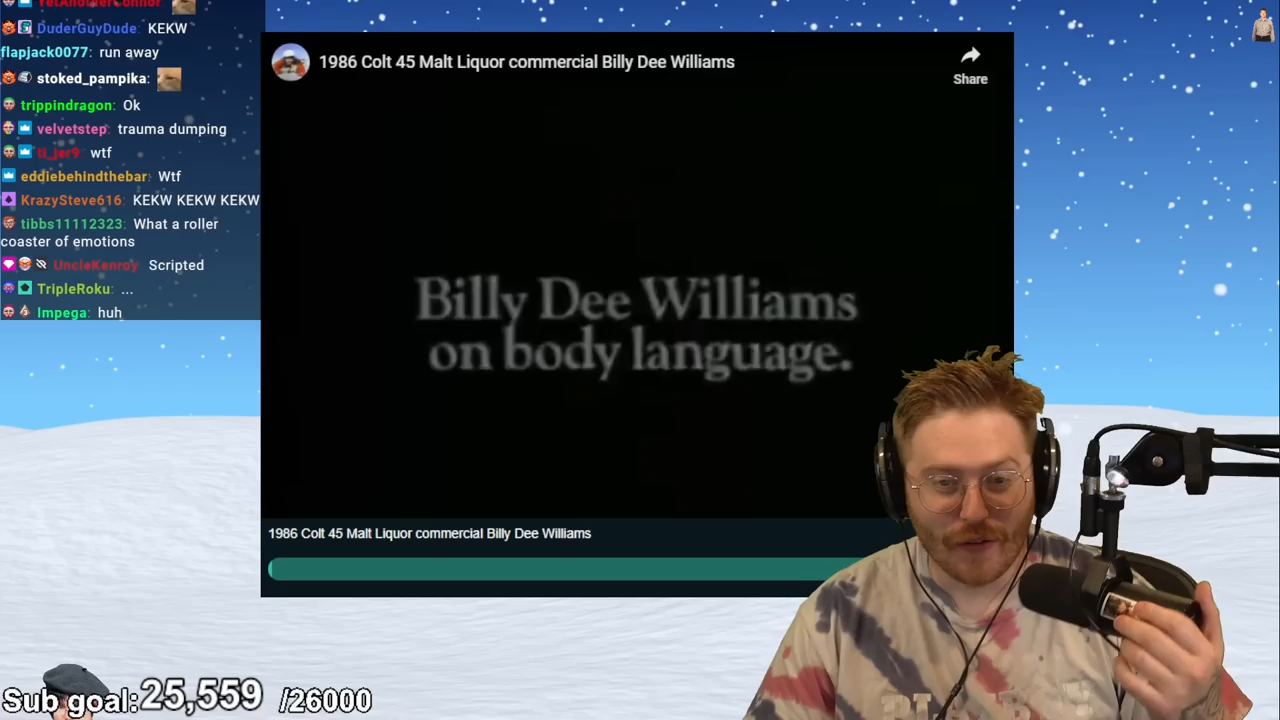 YetAnotherConnor
DuderGuyDude: KEKW
flapjack0077: run away
stoked_pampika:
trippindragon: Ok
velvetstep: trauma dumping
ti_jer9 wtf
eddiebehindthebar: Wtf
KrazySteve616: KEKW KEKW KEKW
tibbs11112323: What a roller
coaster of emotions
UncleKenroy Scripted
TripleRoku: ...
Impega: huh
1986 Colt 45 Malt Liquor commercial Billy Dee Williams
Share
Billy Dee Williams
on body language.
1986 Colt 45 Malt Liquor commercial Billy Dee Williams
Sub goal: 25,559 /26000